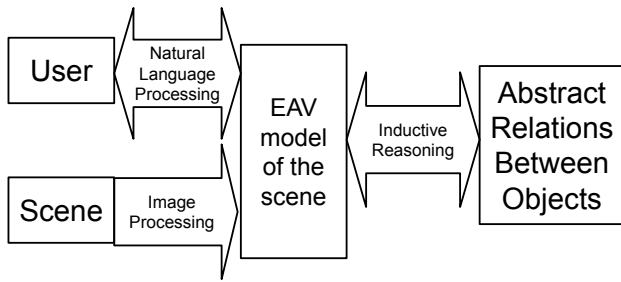 User
Natural
Language
Processing
EAV
model
of the
scene
Inductive
Reasoning
Abstract
Relations
Between
Objects
Scene
Image
Processing